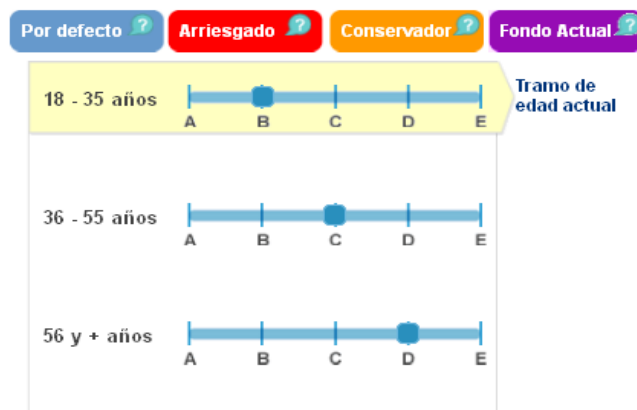 Por defecto ? Arriesgado ? Conservador ? Fondo Actual ?
18 - 35 años
A B C D E
Tramo de
edad actual
36 - 55 años
A B C D E
56 y + años
A B C D E